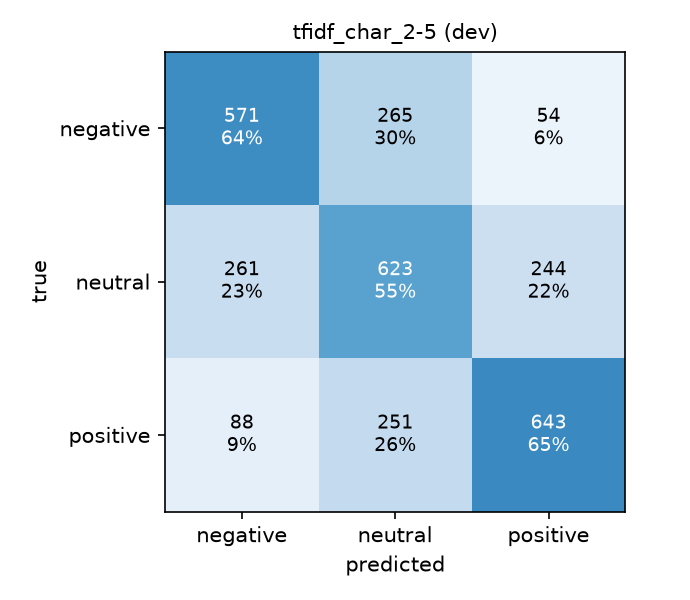 tfidf_char_2-5 (dev)
negative
571
64%
265
30%
54
6%
true
neutral
261
23%
623
55%
244
22%
positive
88
9%
251
26%
643
65%
negative
neutral
positive
predicted